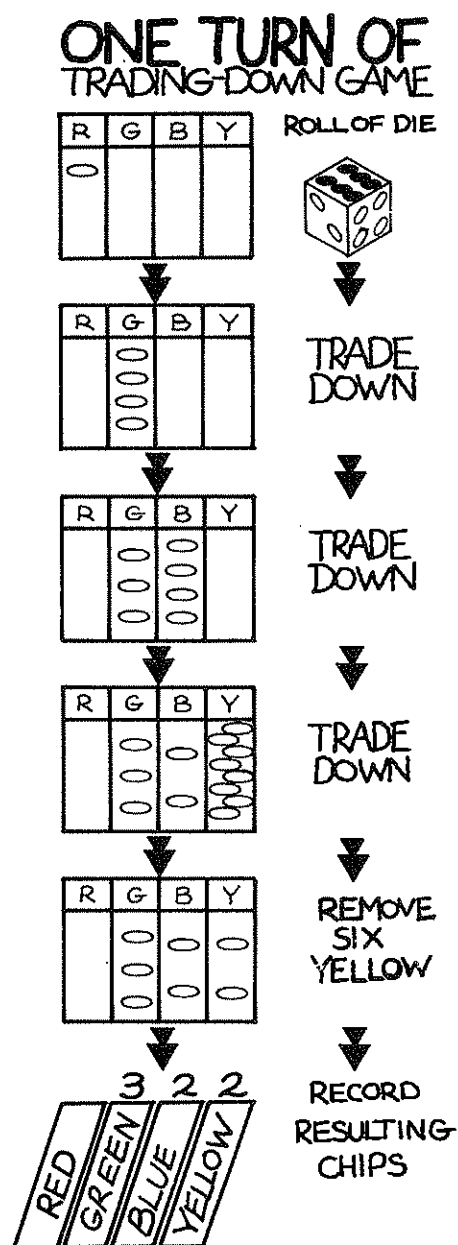 ONE TURN OF
TRADING-DOWN GAME
R G B Y
ROLL OF DIE
R G B Y
TRADE
DOWN
R G B Y
TRADE
DOWN
R G B Y
TRADE
DOWN
R G B Y
REMOVE
SIX
YELLOW
3 2 2
RED GREEN BLUE YELLOW
RECORD
RESULTING
CHIPS